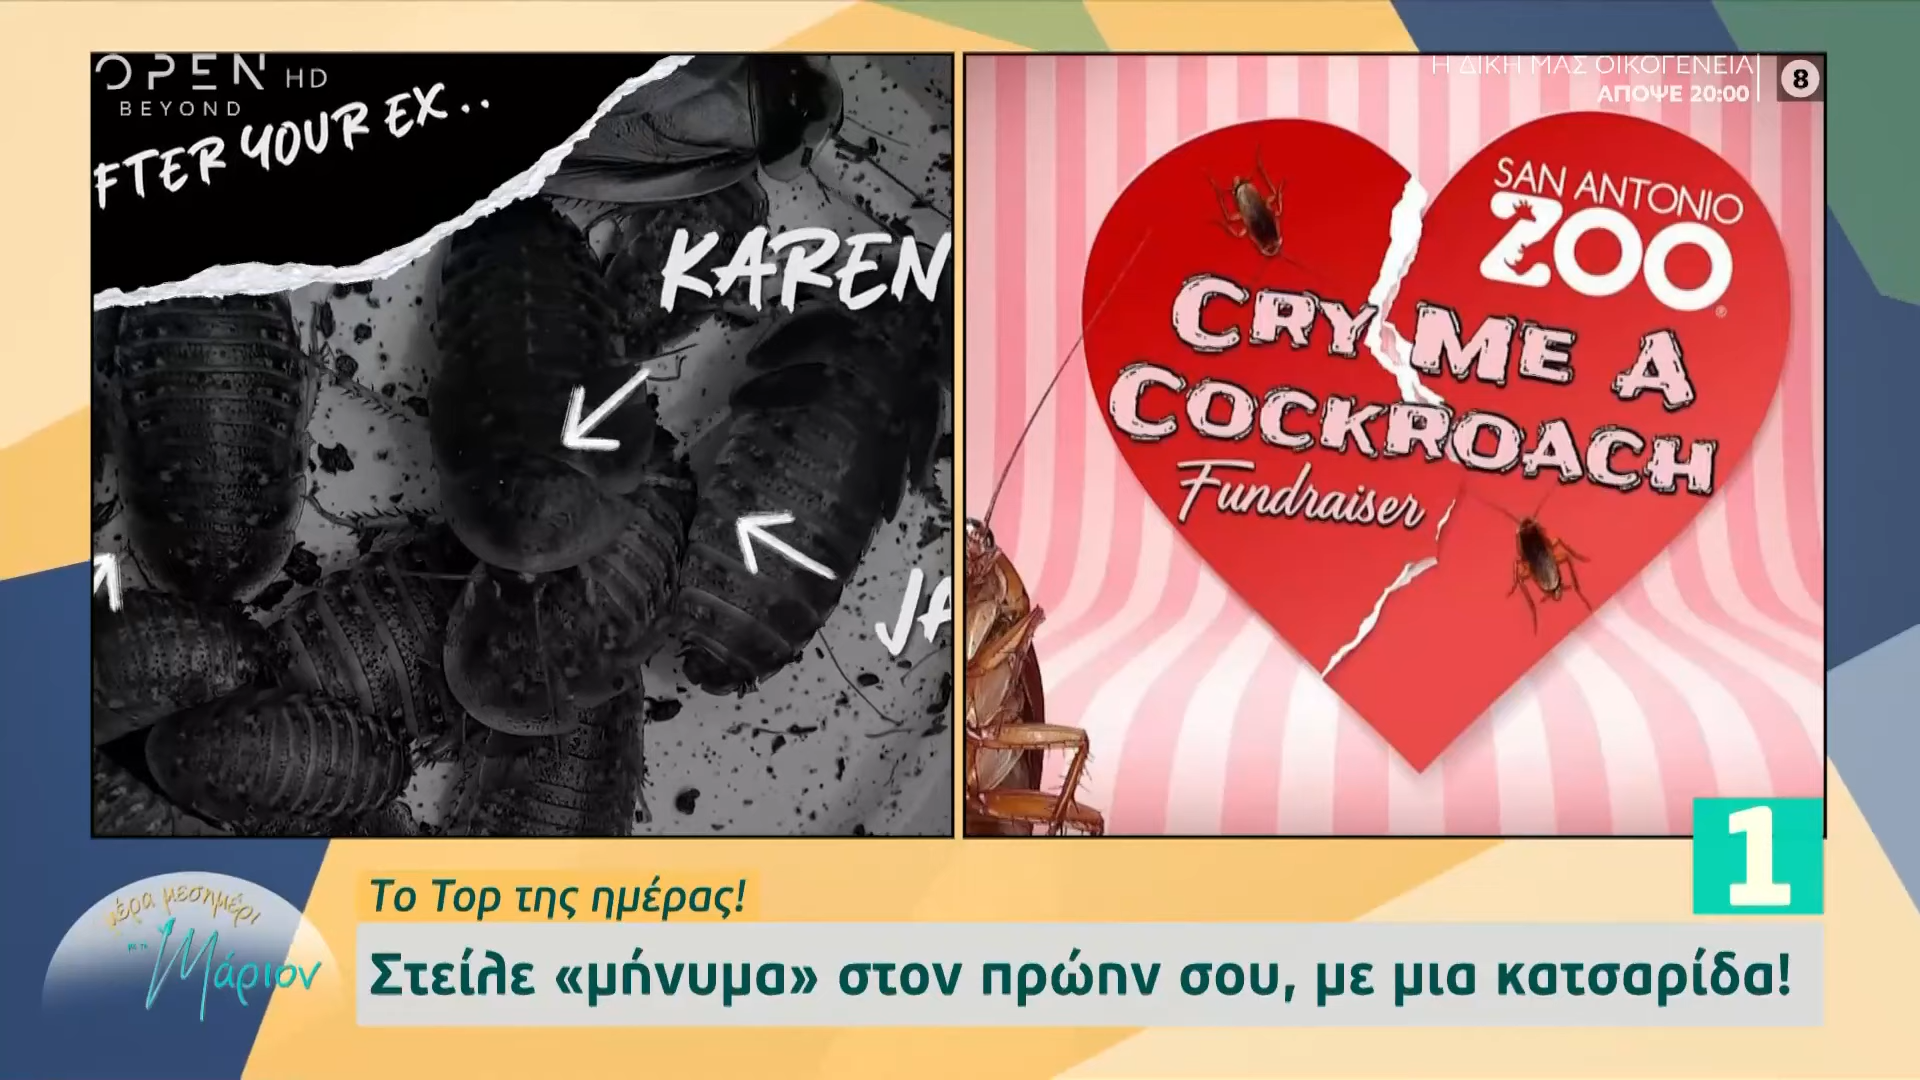 OPEN HD
BEYOND
FTER YOUR EX ..
KAREN
JA
Η ΔΙΚΗ ΜΑΣ ΟΙΚΟΓΕΝΕΙΑ
ΑΠΟΨΕ 20:00
8
SAN ANTONIO
ZOO
CRY ME A
COCKROACH
Fundraiser
1
Το Top της ημέρας!
Στείλε «μήνυμα» στον πρώην σου, με μια κατσαρίδα!
μέρα μεσημέρι
με τη
Μάριον